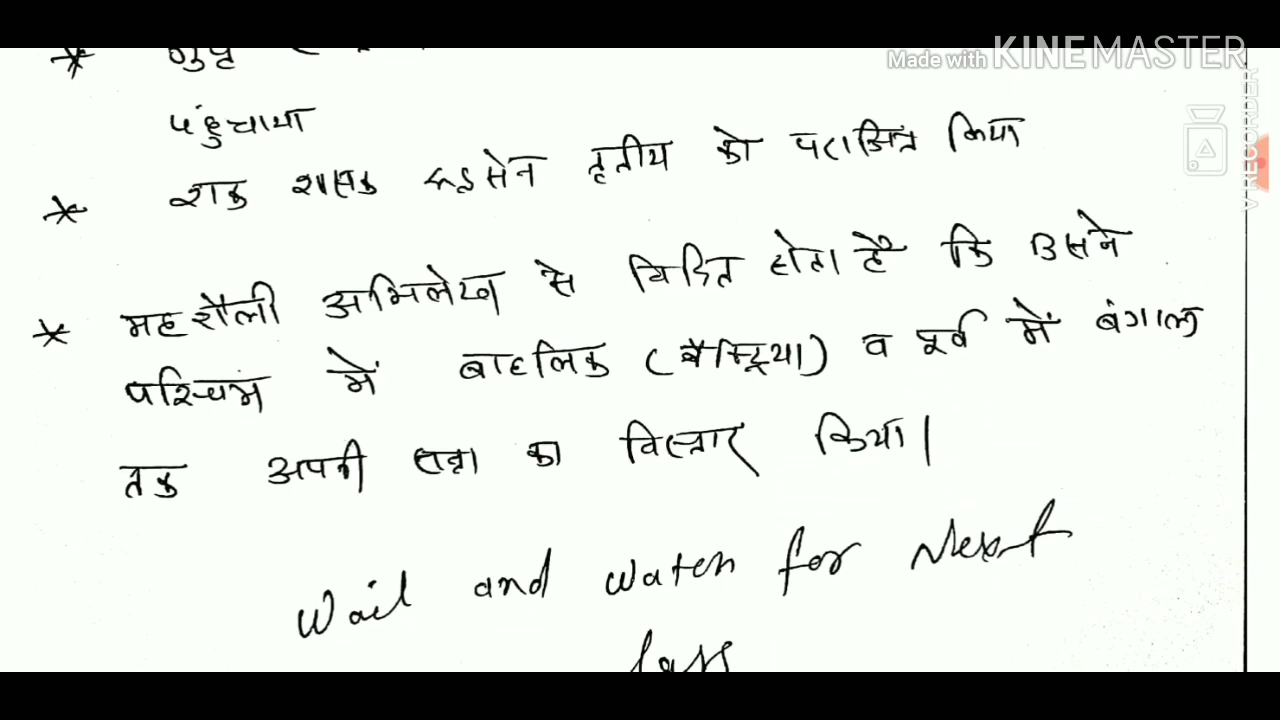 Made with KINEMASTER
V RECORDER
* गुप्त
पंहुचाया
* शक शासक रूद्रसेन तृतीय को पराजित किया
* महरौली अभिलेख से विदित होता है कि उसने
पश्चिम में बाहलिक (बैक्ट्रिया) व पूर्व में बंगाल
तक अपनी सत्ता का विस्तार किया।
Wait and watch for Next